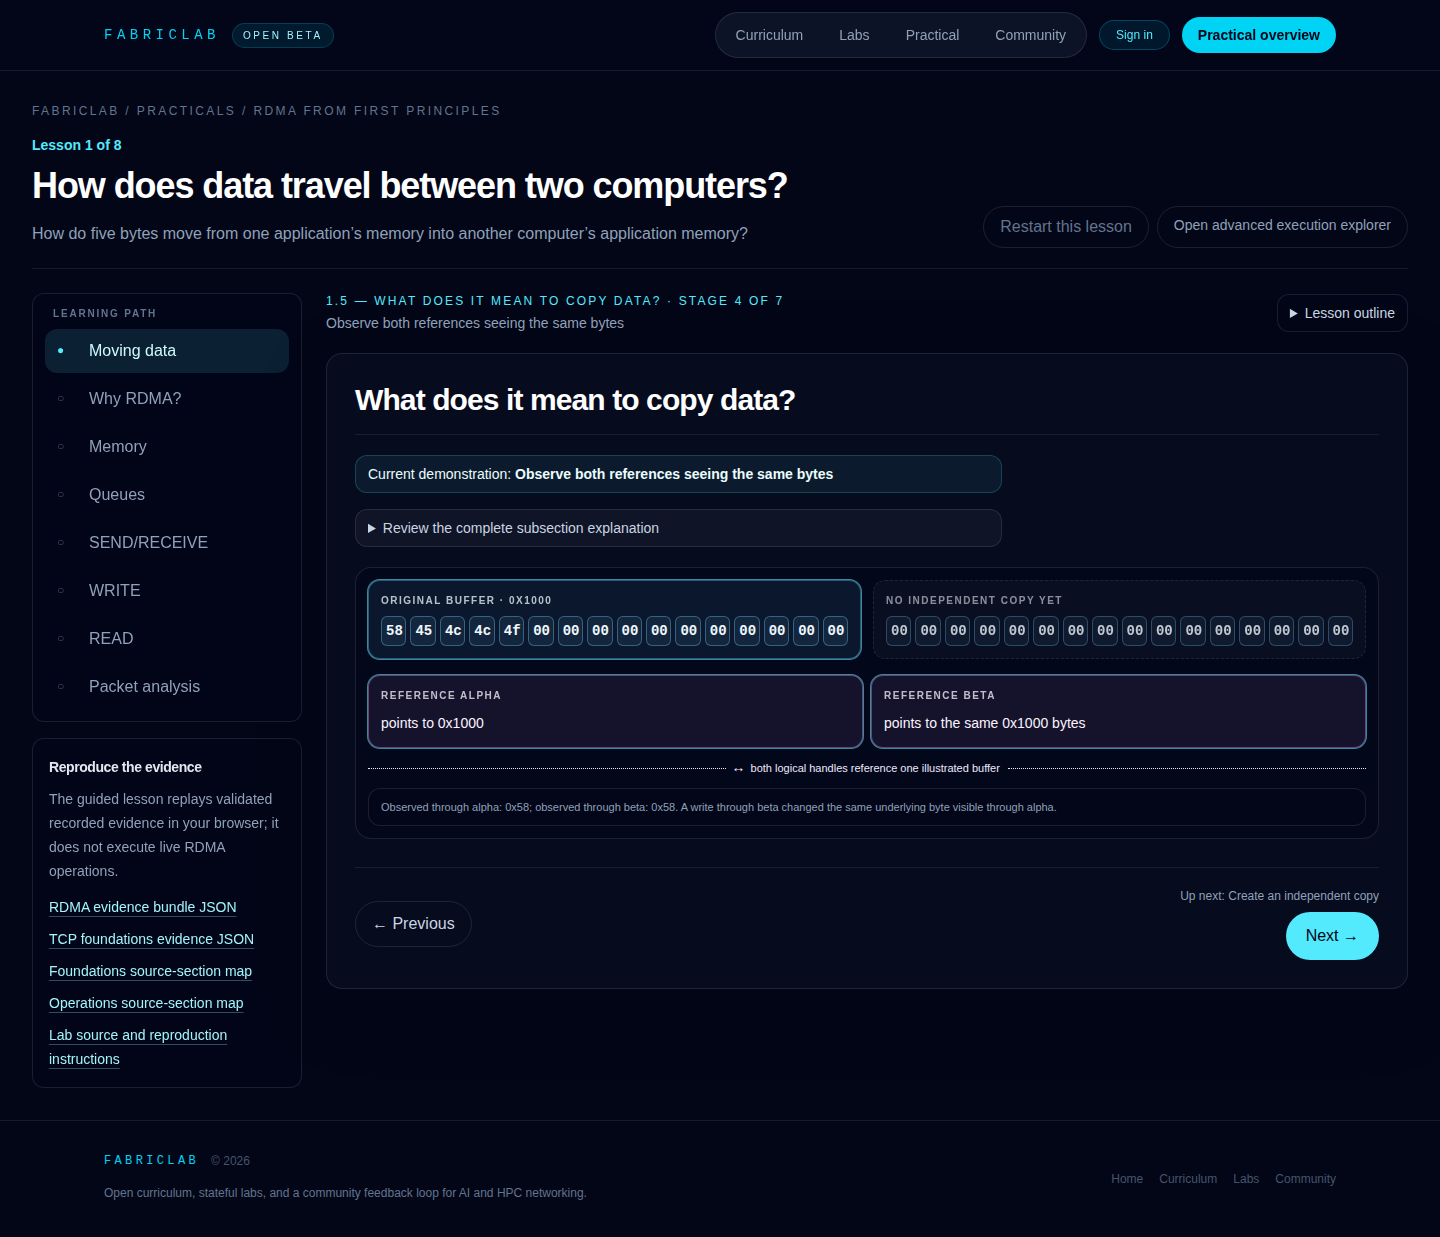 FABRICLAB OPEN BETA Curriculum Labs Practical Community Sign in Practical overview
FABRICLAB / PRACTICALS / RDMA FROM FIRST PRINCIPLES
Lesson 1 of 8
How does data travel between two computers?
How do five bytes move from one application’s memory into another computer’s application memory?
Restart this lesson Open advanced execution explorer
LEARNING PATH
Moving data
Why RDMA?
Memory
Queues
SEND/RECEIVE
WRITE
READ
Packet analysis
Reproduce the evidence
The guided lesson replays validated
recorded evidence in your browser; it
does not execute live RDMA
operations.
RDMA evidence bundle JSON
TCP foundations evidence JSON
Foundations source-section map
Operations source-section map
Lab source and reproduction
instructions
1.5 — WHAT DOES IT MEAN TO COPY DATA? · STAGE 4 OF 7
Observe both references seeing the same bytes
▶ Lesson outline
What does it mean to copy data?
Current demonstration: Observe both references seeing the same bytes
▶ Review the complete subsection explanation
ORIGINAL BUFFER · 0X1000
58 45 4c 4c 4f 00 00 00 00 00 00 00 00 00 00 00
NO INDEPENDENT COPY YET
00 00 00 00 00 00 00 00 00 00 00 00 00 00 00 00
REFERENCE ALPHA
points to 0x1000
REFERENCE BETA
points to the same 0x1000 bytes
↔ both logical handles reference one illustrated buffer
Observed through alpha: 0x58; observed through beta: 0x58. A write through beta changed the same underlying byte visible through alpha.
← Previous
Up next: Create an independent copy
Next →
FABRICLAB © 2026
Open curriculum, stateful labs, and a community feedback loop for AI and HPC networking.
Home Curriculum Labs Community